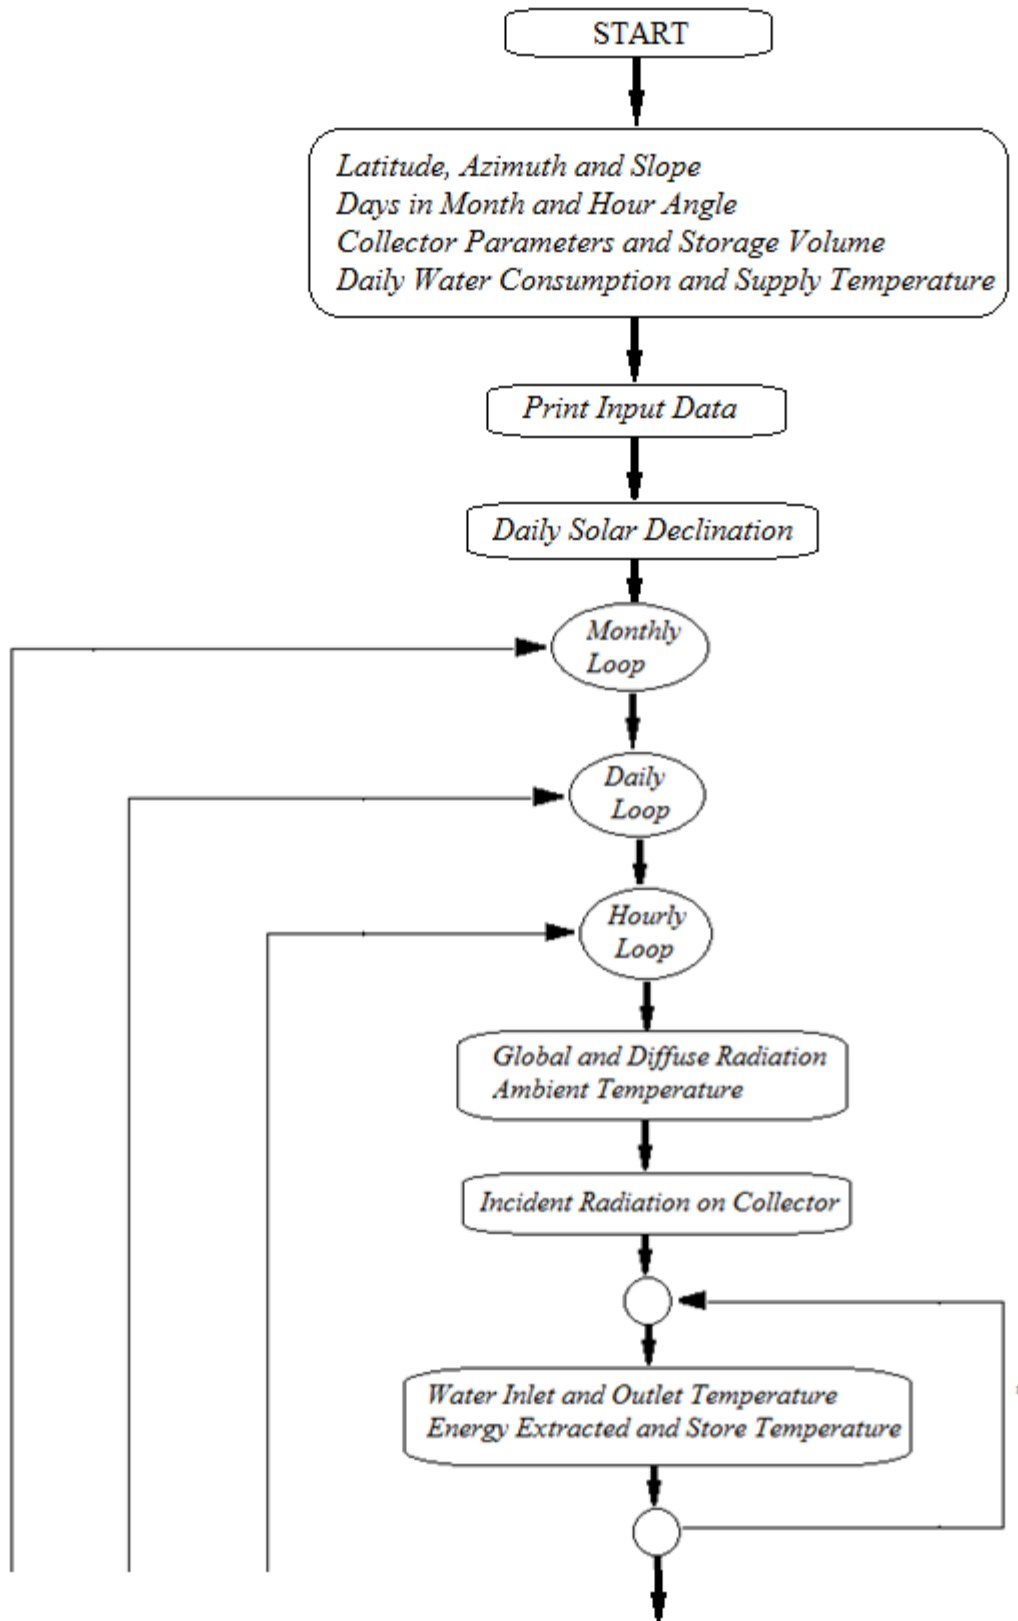 START
Latitude, Azimuth and Slope
Days in Month and Hour Angle
Collector Parameters and Storage Volume
Daily Water Consumption and Supply Temperature
Print Input Data
Daily Solar Declination
Monthly
Loop
Daily
Loop
Hourly
Loop
Global and Diffuse Radiation
Ambient Temperature
Incident Radiation on Collector
Water Inlet and Outlet Temperature
Energy Extracted and Store Temperature